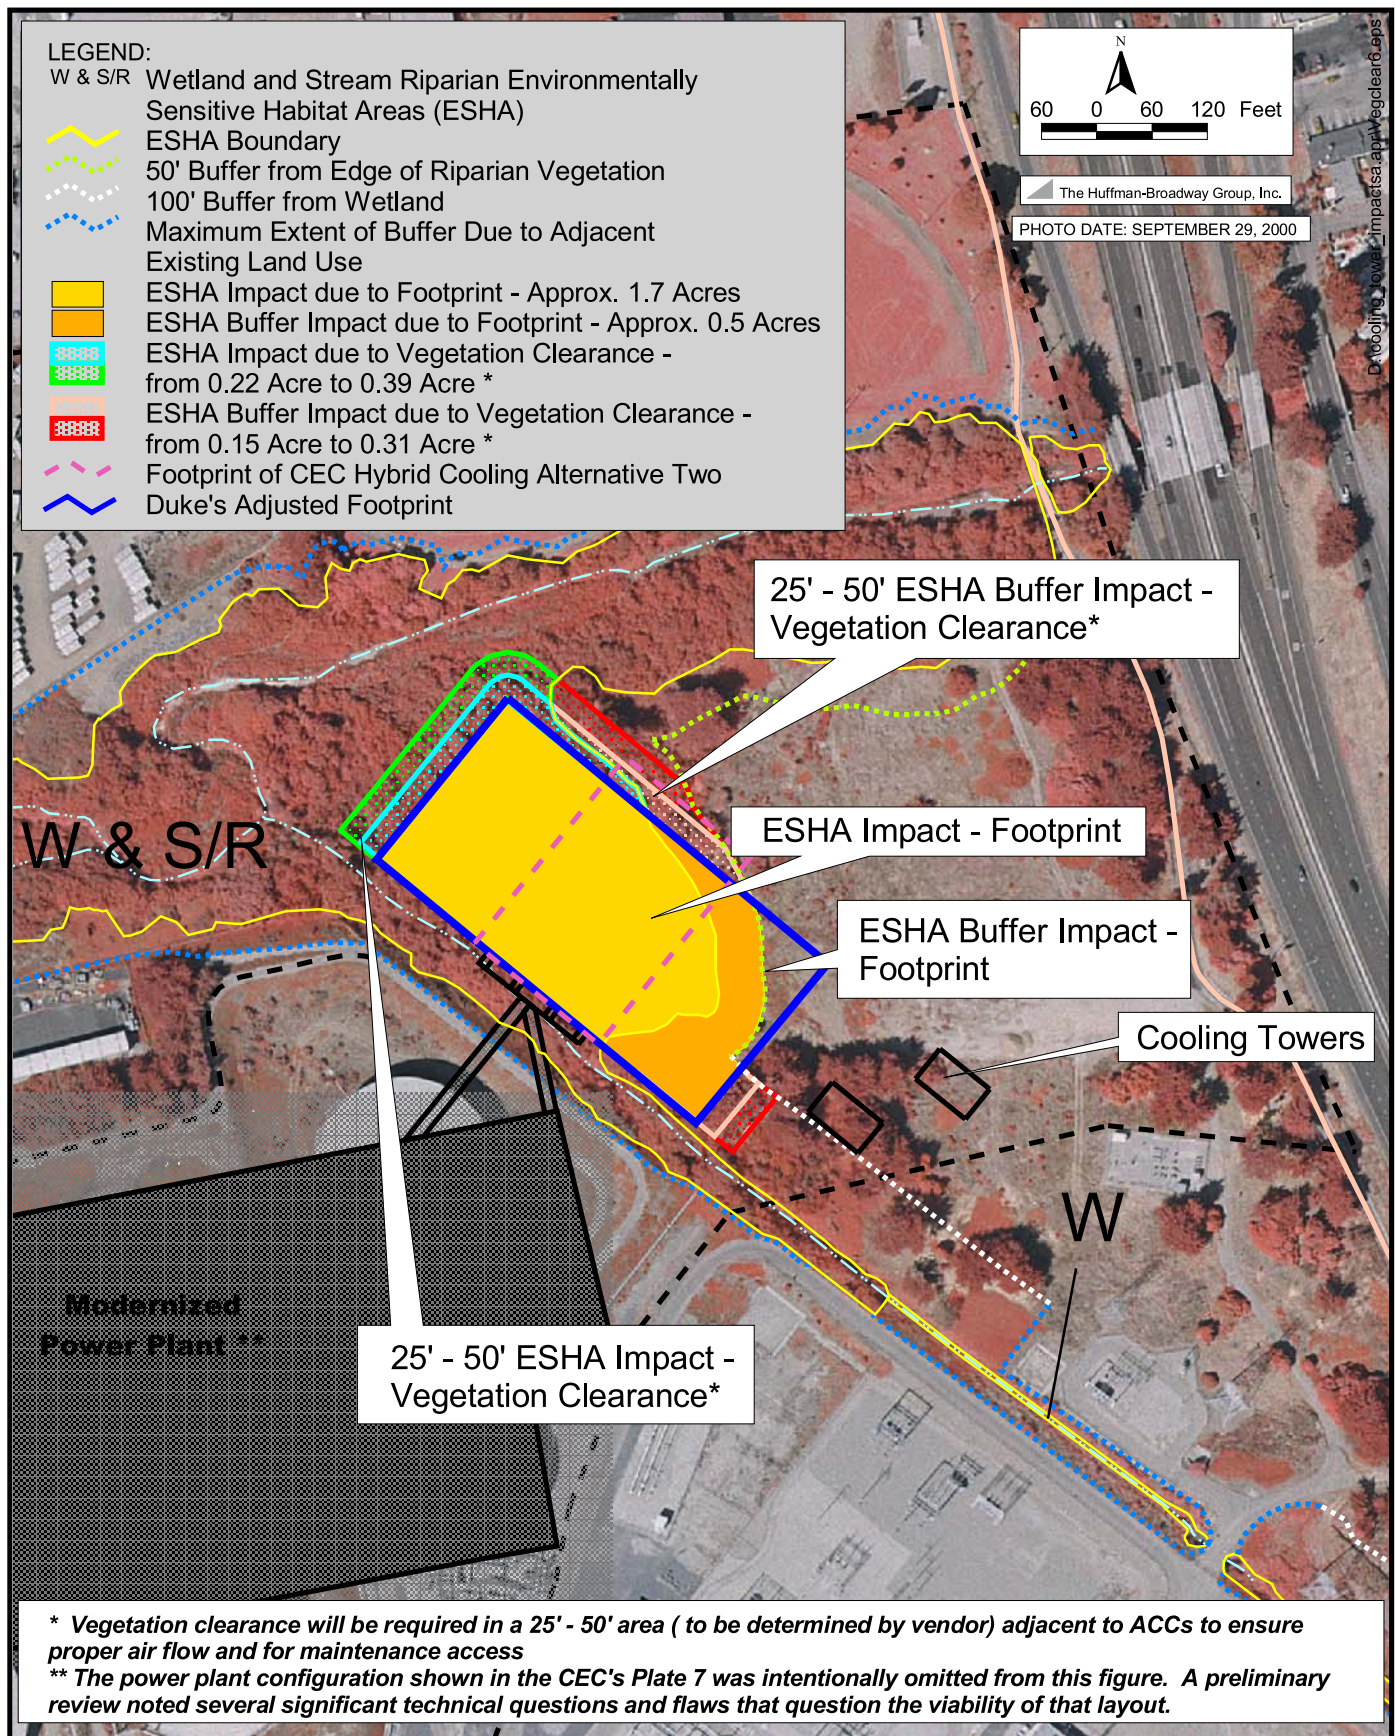 LEGEND:
W & S/R Wetland and Stream Riparian Environmentally
Sensitive Habitat Areas (ESHA)
ESHA Boundary
50' Buffer from Edge of Riparian Vegetation
100' Buffer from Wetland
Maximum Extent of Buffer Due to Adjacent
Existing Land Use
ESHA Impact due to Footprint - Approx. 1.7 Acres
ESHA Buffer Impact due to Footprint - Approx. 0.5 Acres
ESHA Impact due to Vegetation Clearance -
from 0.22 Acre to 0.39 Acre *
ESHA Buffer Impact due to Vegetation Clearance -
from 0.15 Acre to 0.31 Acre *
Footprint of CEC Hybrid Cooling Alternative Two
Duke's Adjusted Footprint
N
60 0 60 120 Feet
The Huffman-Broadway Group, Inc.
PHOTO DATE: SEPTEMBER 29, 2000
D:\cooling_tower_impactsa.apr\Vegclear6.eps
25' - 50' ESHA Buffer Impact -
Vegetation Clearance*
W & S/R
ESHA Impact - Footprint
ESHA Buffer Impact -
Footprint
Cooling Towers
W
Modernized
Power Plant **
25' - 50' ESHA Impact -
Vegetation Clearance*
* Vegetation clearance will be required in a 25' - 50' area ( to be determined by vendor) adjacent to ACCs to ensure
proper air flow and for maintenance access
** The power plant configuration shown in the CEC's Plate 7 was intentionally omitted from this figure. A preliminary
review noted several significant technical questions and flaws that question the viability of that layout.